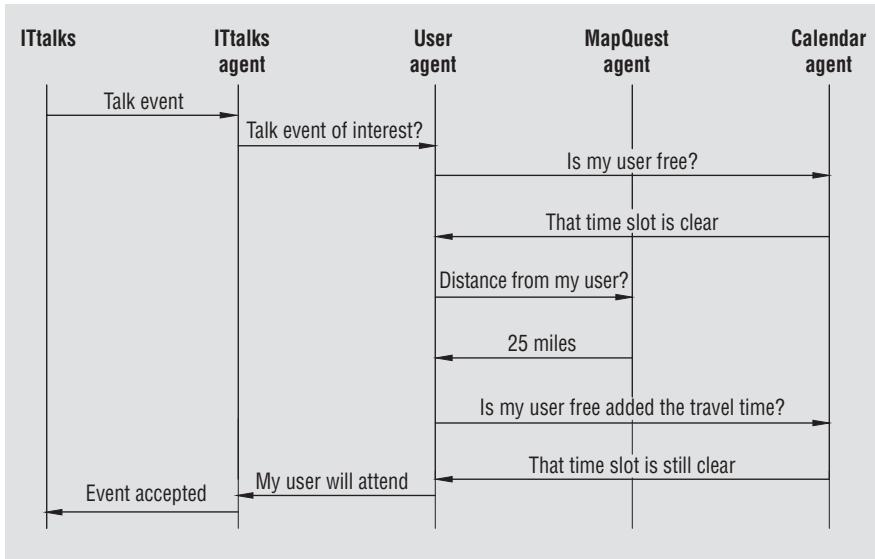 ITtalks
ITtalks
agent
User
agent
MapQuest
agent
Calendar
agent
Talk event
Talk event of interest?
Is my user free?
That time slot is clear
Distance from my user?
25 miles
Is my user free added the travel time?
That time slot is still clear
My user will attend
Event accepted